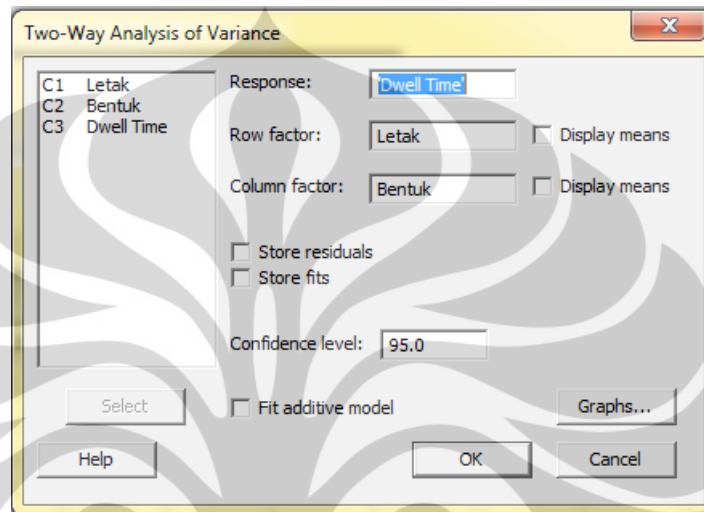 Two-Way Analysis of Variance
X
C1 Letak
C2 Bentuk
C3 Dwell Time
Response: 'Dwell Time'
Row factor: Letak Display means
Column factor: Bentuk Display means
Store residuals
Store fits
Confidence level: 95.0
Select
Fit additive model
Graphs...
Help
OK
Cancel